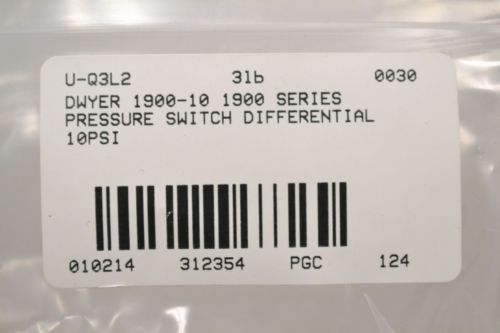 U-Q3L2 3lb 0030
DWYER 1900-10 1900 SERIES
PRESSURE SWITCH DIFFERENTIAL
10PSI
010214 312354 PGC 124